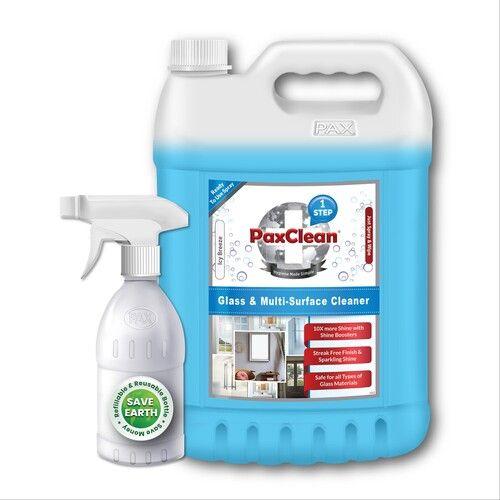 PAX
Ready
To Use Spray
1
STEP
PaxClean®
Hygiene Made Simple
Icy Breeze
Just Spray & Wipe
Glass & Multi-Surface Cleaner
10X more Shine with
Shine Boosters
Streak Free Finish &
Sparkling Shine
Safe for all Types of
Glass Materials
PAX
Refillable & Reusable Bottle
SAVE
EARTH
Save Money